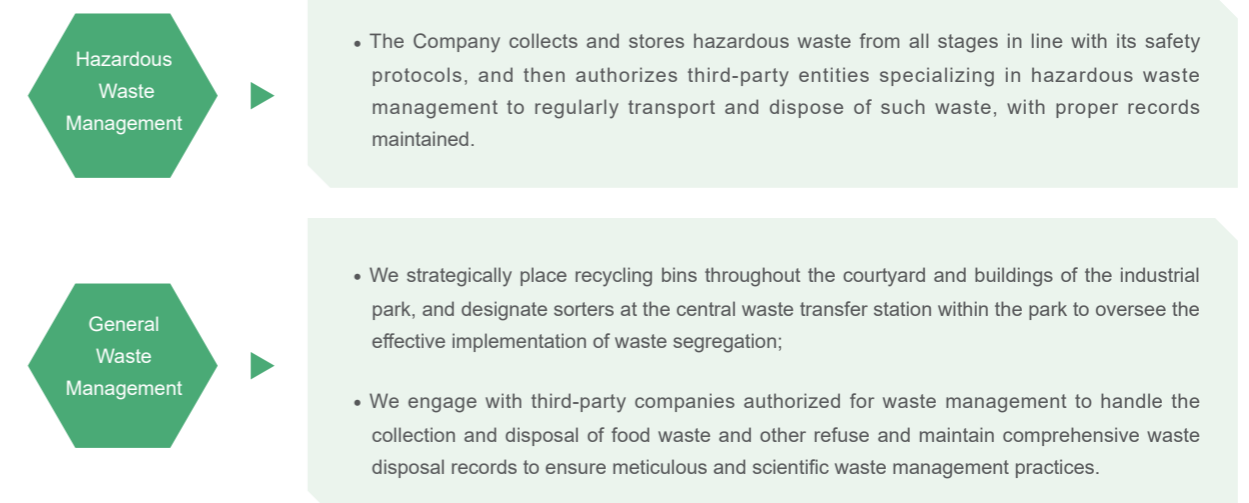 Hazardous
Waste
Management
• The Company collects and stores hazardous waste from all stages in line with its safety
protocols, and then authorizes third-party entities specializing in hazardous waste
management to regularly transport and dispose of such waste, with proper records
maintained.
General
Waste
Management
• We strategically place recycling bins throughout the courtyard and buildings of the industrial
park, and designate sorters at the central waste transfer station within the park to oversee the
effective implementation of waste segregation;
• We engage with third-party companies authorized for waste management to handle the
collection and disposal of food waste and other refuse and maintain comprehensive waste
disposal records to ensure meticulous and scientific waste management practices.